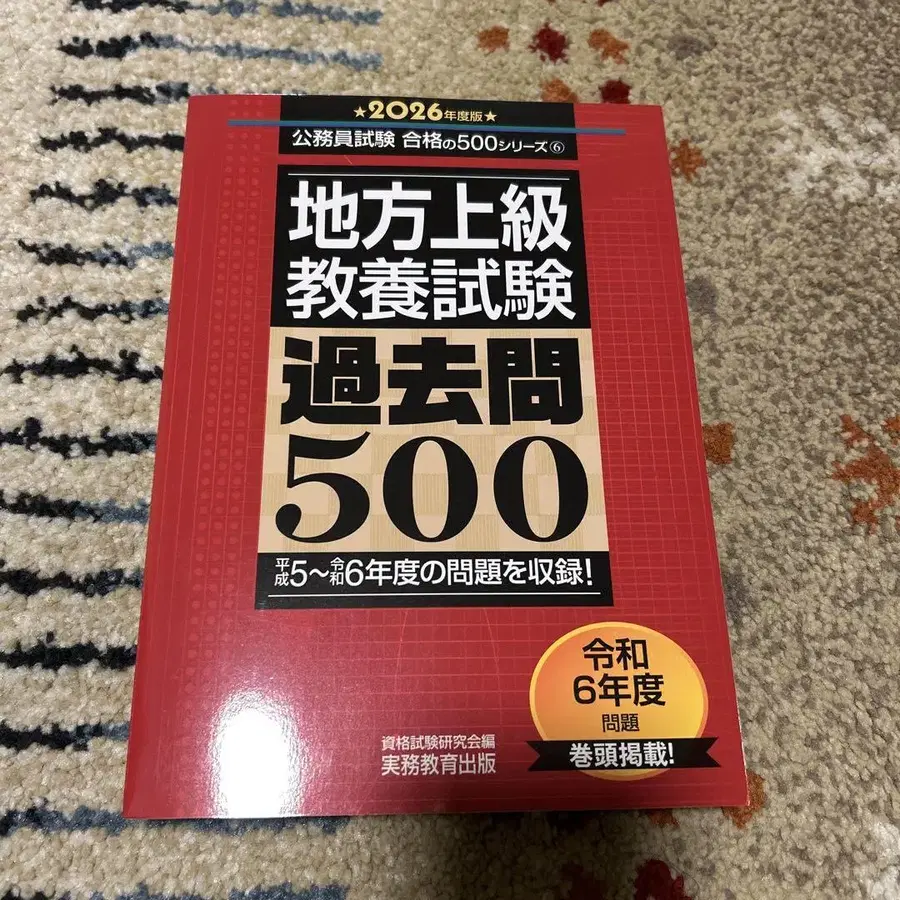 ★2026年度版★
公務員試験 合格の500シリーズ⑥
地方上級
教養試験
過去問
500
平成5~令和6年度の問題を収録!
令和
6年度
問題
巻頭掲載!
資格試験研究会編
実務教育出版